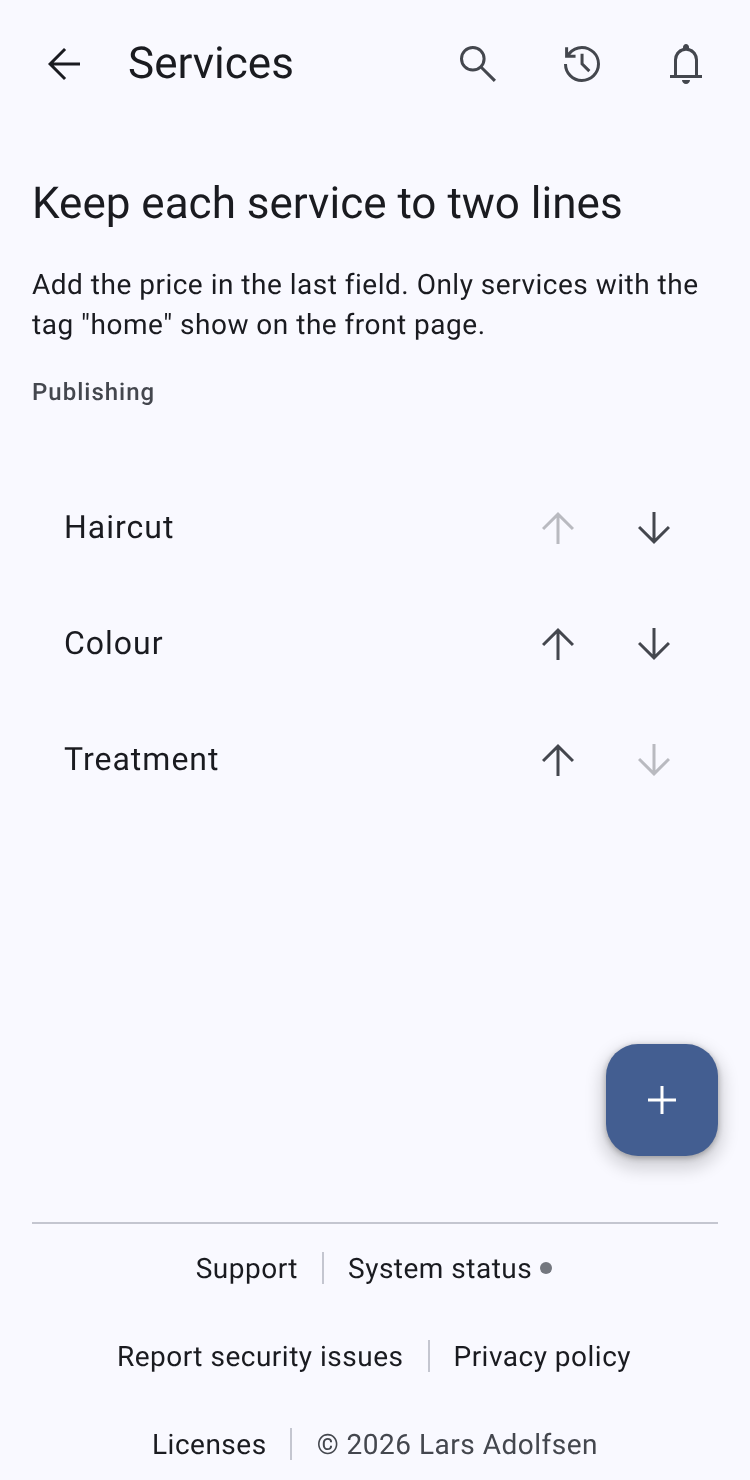 Services
Keep each service to two lines
Add the price in the last field. Only services with the
tag "home" show on the front page.
Publishing
Haircut
Colour
Treatment
Support
System status
Report security issues
Privacy policy
Licenses
© 2026 Lars Adolfsen